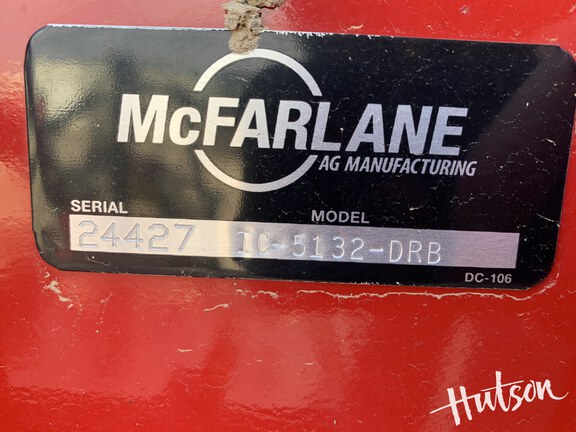 McFARLANE
AG MANUFACTURING
SERIAL MODEL
24427 IC-5132-DRB
DC-106
Hutson